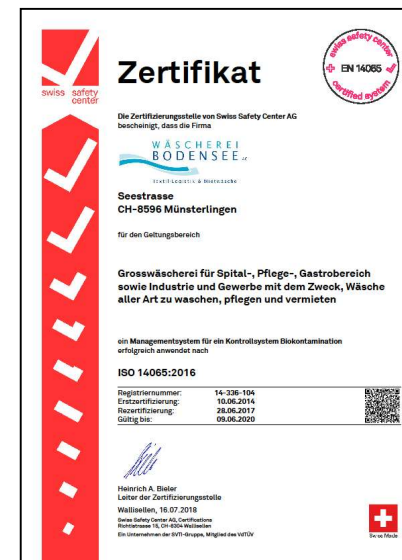 swiss safety center
Zertifikat
swiss safety center
EN 14065
certified system
Die Zertifizierungsstelle von Swiss Safety Center AG
bescheinigt, dass die Firma
WÄSCHEREI
BODENSEE AG
Textil-Logistik & Mietwäsche
Seestrasse
CH-8596 Münsterlingen
für den Geltungsbereich
Grosswäscherei für Spital-, Pflege-, Gastrobereich
sowie Industrie und Gewerbe mit dem Zweck, Wäsche
aller Art zu waschen, pflegen und vermieten
ein Managementsystem für ein Kontrollsystem Biokontamination
erfolgreich anwendet nach
ISO 14065:2016
Registriernummer: 14-336-104
Erstzertifizierung: 10.06.2014
Rezertifizierung: 28.06.2017
Gültig bis: 09.06.2020
Heinrich A. Bieler
Leiter der Zertifizierungsstelle
Wallisellen, 16.07.2018
Swiss Safety Center AG, Certifications
Richtistrasse 15, CH-8304 Wallisellen
Ein Unternehmen der SVTI-Gruppe, Mitglied des VdTÜV
Swiss Made